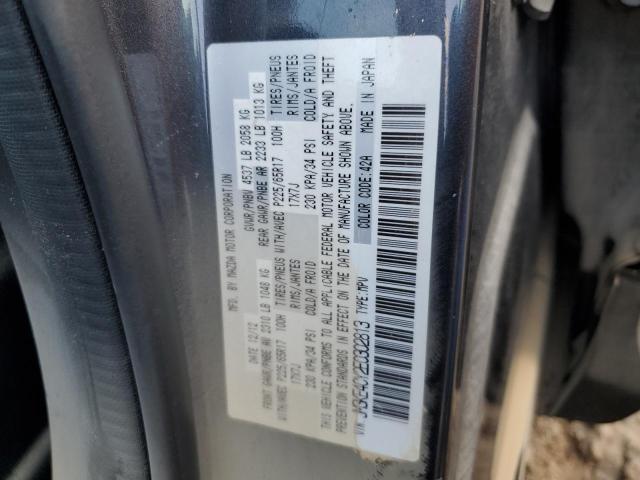 MFD. BY MAZDA MOTOR CORPORATION
DATE 12/12 GVWR/PNBV 4537 LB 2058 KG
FRONT GAWR/PNBE AV 2310 LB 1048 KG REAR GAWR/PNBE AR 2233 LB 1013 KG
WITH/AVEC P225/65R17 100H TIRES/PNEUS WITH/AVEC P225/65R17 100H TIRES/PNEUS
17X7J RIMS/JANTES 17X7J RIMS/JANTES
230 KPA/34 PSI COLD/A FROID 230 KPA/34 PSI COLD/A FROID
THIS VEHICLE CONFORMS TO ALL APPLICABLE FEDERAL MOTOR VEHICLE SAFETY AND THEFT
PREVENTION STANDARDS IN EFFECT ON THE DATE OF MANUFACTURE SHOWN ABOVE.
VIN: JM3KE4CY2E0302813 TYPE:MPV COLOR CODE:42A MADE IN JAPAN